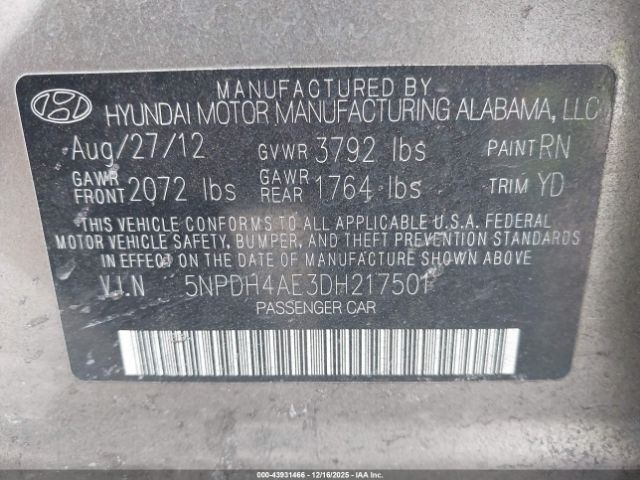 MANUFACTURED BY
HYUNDAI MOTOR MANUFACTURING ALABAMA, LLC
Aug/27/12 GVWR 3792 lbs PAINT RN
GAWR FRONT 2072 lbs GAWR REAR 1764 lbs TRIM YD
THIS VEHICLE CONFORMS TO ALL APPLICABLE U.S.A. FEDERAL
MOTOR VEHICLE SAFETY, BUMPER, AND THEFT PREVENTION STANDARDS
IN EFFECT ON THE DATE OF MANUFACTURE SHOWN ABOVE.
V.I.N 5NPDH4AE3DH217501
PASSENGER CAR
000-43931466 - 12/16/2025 - COPYRIGHT IAA, LLC.